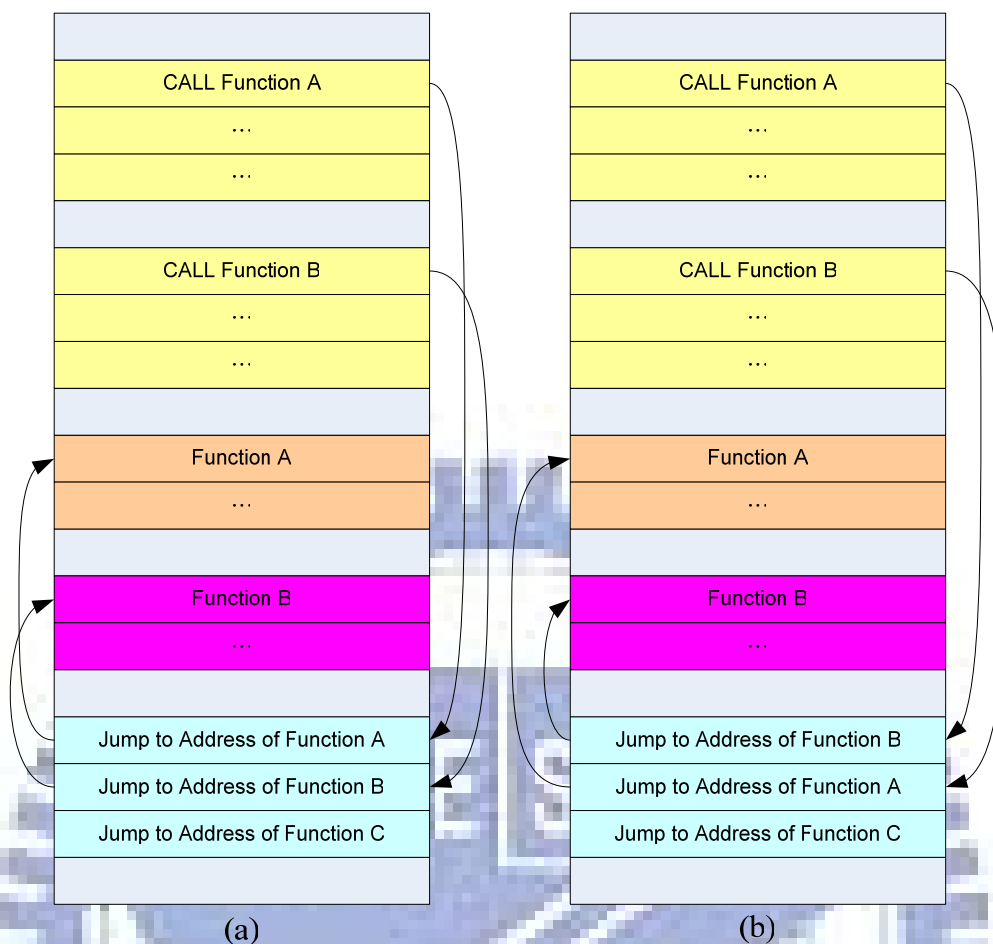 CALL Function A
...
...
CALL Function B
...
...
Function A
...
Function B
...
Jump to Address of Function A
Jump to Address of Function B
Jump to Address of Function C
(a)
CALL Function A
...
...
CALL Function B
...
...
Function A
...
Function B
...
Jump to Address of Function B
Jump to Address of Function A
Jump to Address of Function C
(b)